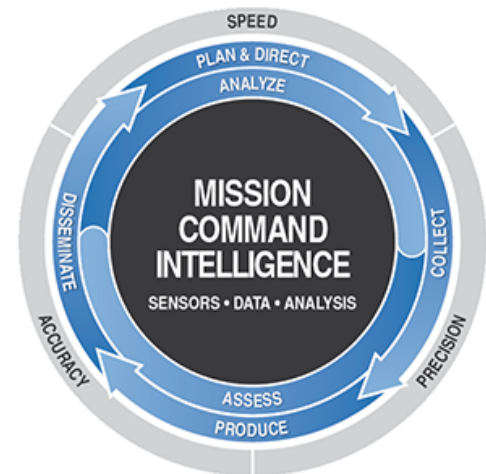 SPEED
PLAN & DIRECT
ANALYZE
MISSION
COMMAND
INTELLIGENCE
SENSORS • DATA • ANALYSIS
DISSEMINATE
COLLECT
ACCURACY
PRECISION
ASSESS
PRODUCE